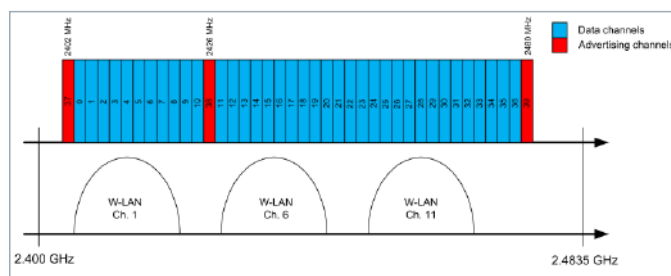 2402 MHz
2426 MHz
2480 MHz
Data channels
Advertising channels
37 0 1 2 3 4 5 6 7 8 9 10 38 11 12 13 14 15 16 17 18 19 20 21 22 23 24 25 26 27 28 29 30 31 32 33 34 35 36 39
W-LAN
Ch. 1
W-LAN
Ch. 6
W-LAN
Ch. 11
2.400 GHz
2.4835 GHz